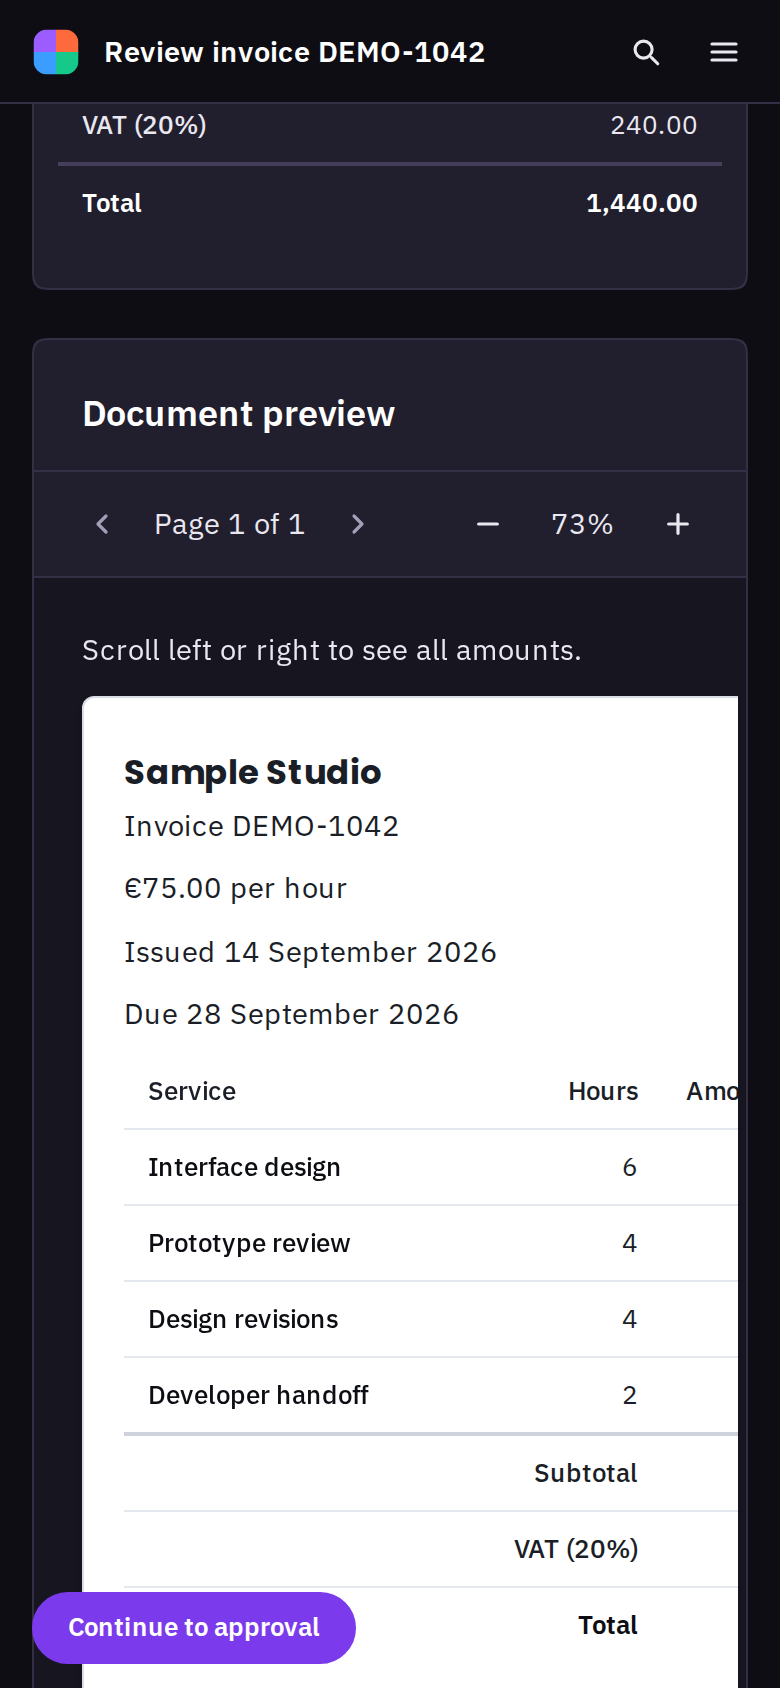 Review invoice DEMO-1042
VAT (20%) 240.00
Total 1,440.00
Document preview
Page 1 of 1 73%
Scroll left or right to see all amounts.
Sample Studio
Invoice DEMO-1042
€75.00 per hour
Issued 14 September 2026
Due 28 September 2026
Service Hours Amo
Interface design 6
Prototype review 4
Design revisions 4
Developer handoff 2
Subtotal
VAT (20%)
Total
Continue to approval